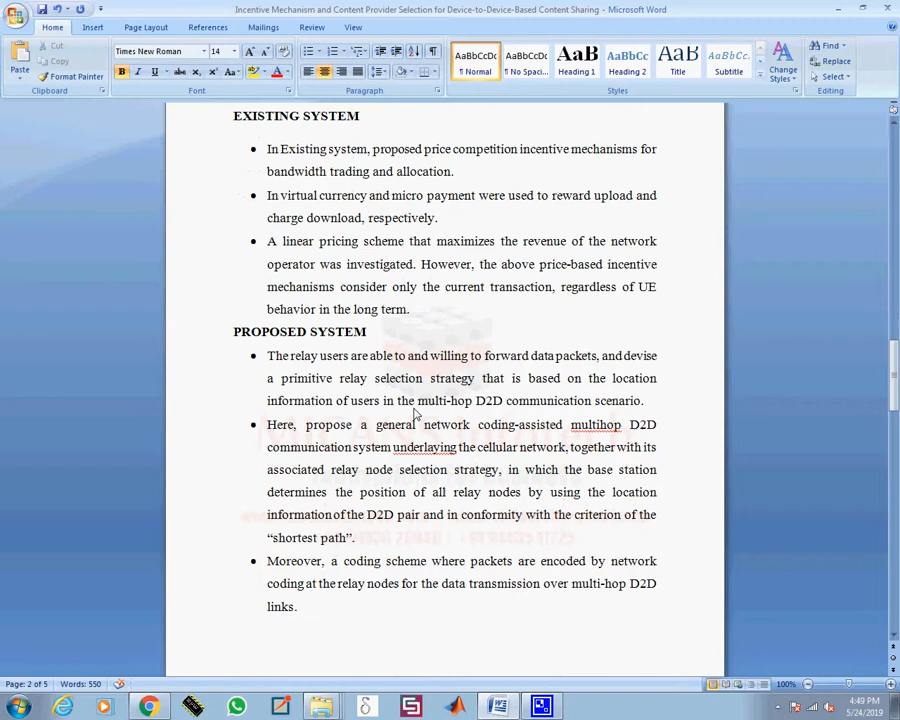 Incentive Mechanism and Content Provider Selection for Device-to-Device-Based Content Sharing - Microsoft Word
Home Insert Page Layout References Mailings Review View
Paste
Cut
Copy
Format Painter
Clipboard
Times New Roman 14
B I U abc x₂ x² Aa
Font
Paragraph
AaBbCcDc AaBbCcDc AaBbC AaBbCc AaB AaBbCc.
¶ Normal ¶ No Spaci... Heading 1 Heading 2 Title Subtitle
Change Styles
Styles
Find
Replace
Select
Editing
EXISTING SYSTEM
• In Existing system, proposed price competition incentive mechanisms for
bandwidth trading and allocation.
• In virtual currency and micro payment were used to reward upload and
charge download, respectively.
• A linear pricing scheme that maximizes the revenue of the network
operator was investigated. However, the above price-based incentive
mechanisms consider only the current transaction, regardless of UE
behavior in the long term.
PROPOSED SYSTEM
• The relay users are able to and willing to forward data packets, and devise
a primitive relay selection strategy that is based on the location
information of users in the multi-hop D2D communication scenario.
• Here, propose a general network coding-assisted multihop D2D
communication system underlaying the cellular network, together with its
associated relay node selection strategy, in which the base station
determines the position of all relay nodes by using the location
information of the D2D pair and in conformity with the criterion of the
“shortest path”.
• Moreover, a coding scheme where packets are encoded by network
coding at the relay nodes for the data transmission over multi-hop D2D
links.
Page: 2 of 5 Words: 550
100%
4:49 PM
5/24/2019